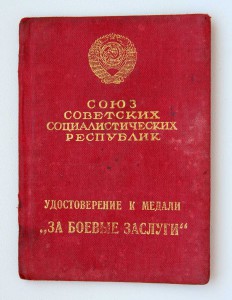 СОЮЗ
СОВЕТСКИХ
СОЦИАЛИСТИЧЕСКИХ
РЕСПУБЛИК
УДОСТОВЕРЕНИЕ К МЕДАЛИ
„ЗА БОЕВЫЕ ЗАСЛУГИ“